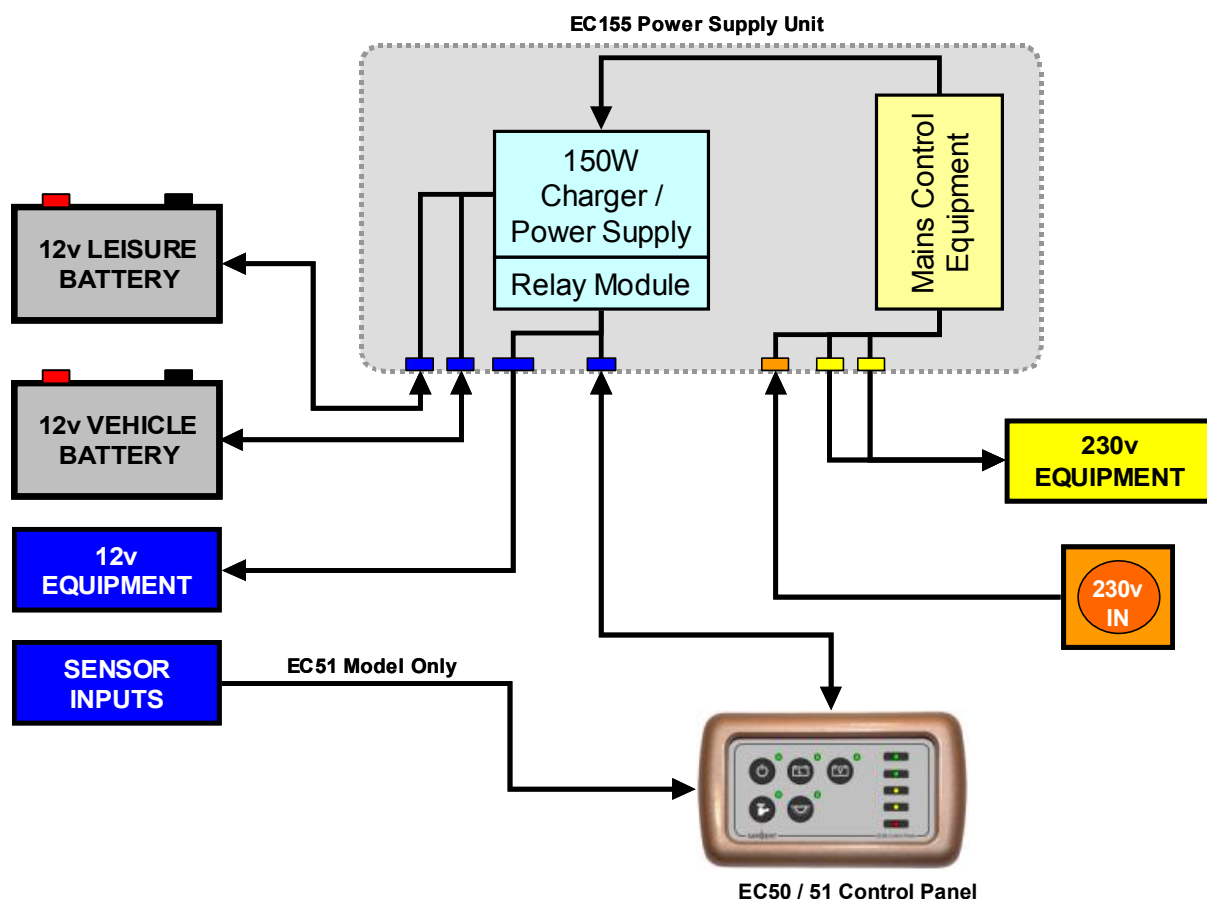 EC155 Power Supply Unit
150W
Charger /
Power Supply
Relay Module
Mains Control
Equipment
12v LEISURE
BATTERY
12v VEHICLE
BATTERY
12v
EQUIPMENT
SENSOR
INPUTS
EC51 Model Only
230v
EQUIPMENT
230v
IN
EC50 / 51 Control Panel